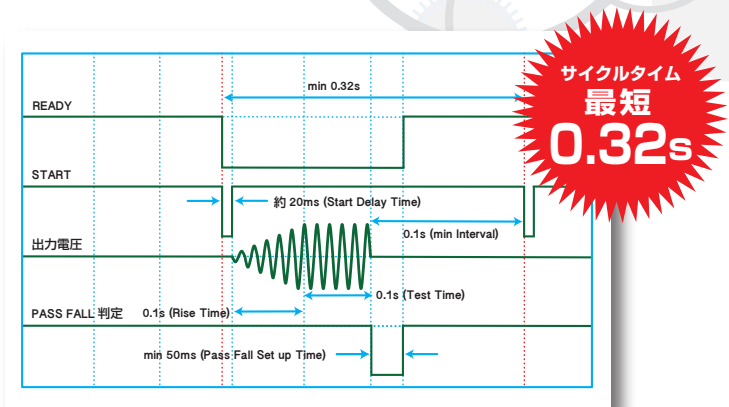 サイクルタイム
最短
0.32s
min 0.32s
READY
START
約 20ms (Start Delay Time)
0.1s (min Interval)
出力電圧
0.1s (Test Time)
PASS FALL 判定
0.1s (Rise Time)
min 50ms (Pass Fall Set up Time)